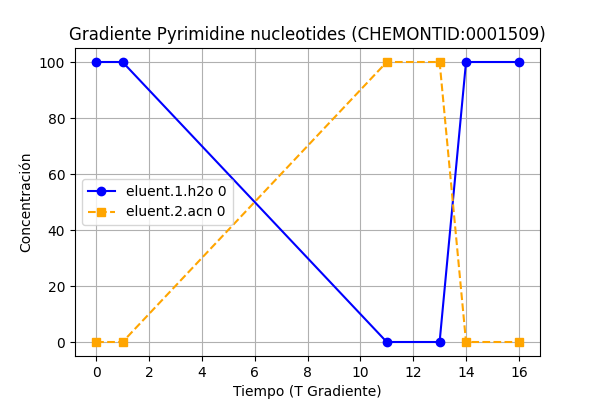 Gradiente Pyrimidine nucleotides (CHEMONTID:0001509)
100
80
60
40
20
0
Concentración
eluent.1.h2o 0
eluent.2.acn 0
0 2 4 6 8 10 12 14 16
Tiempo (T Gradiente)